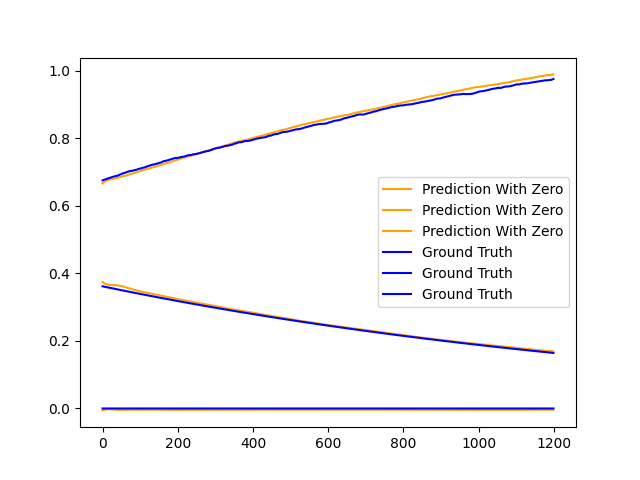 1.0
0.8
0.6
0.4
0.2
0.0
Prediction With Zero
Prediction With Zero
Prediction With Zero
Ground Truth
Ground Truth
Ground Truth
0 200 400 600 800 1000 1200